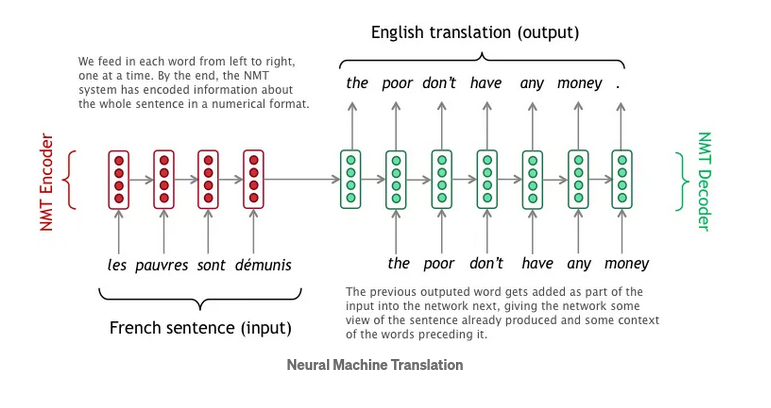 English translation (output)
We feed in each word from left to right,
one at a time. By the end, the NMT
system has encoded information about
the whole sentence in a numerical format.
the poor don't have any money .
NMT Encoder
NMT Decoder
les pauvres sont démunis
the poor don't have any money
French sentence (input)
The previous outputed word gets added as part of the
input into the network next, giving the network some
view of the sentence already produced and some context
of the words preceding it.
Neural Machine Translation